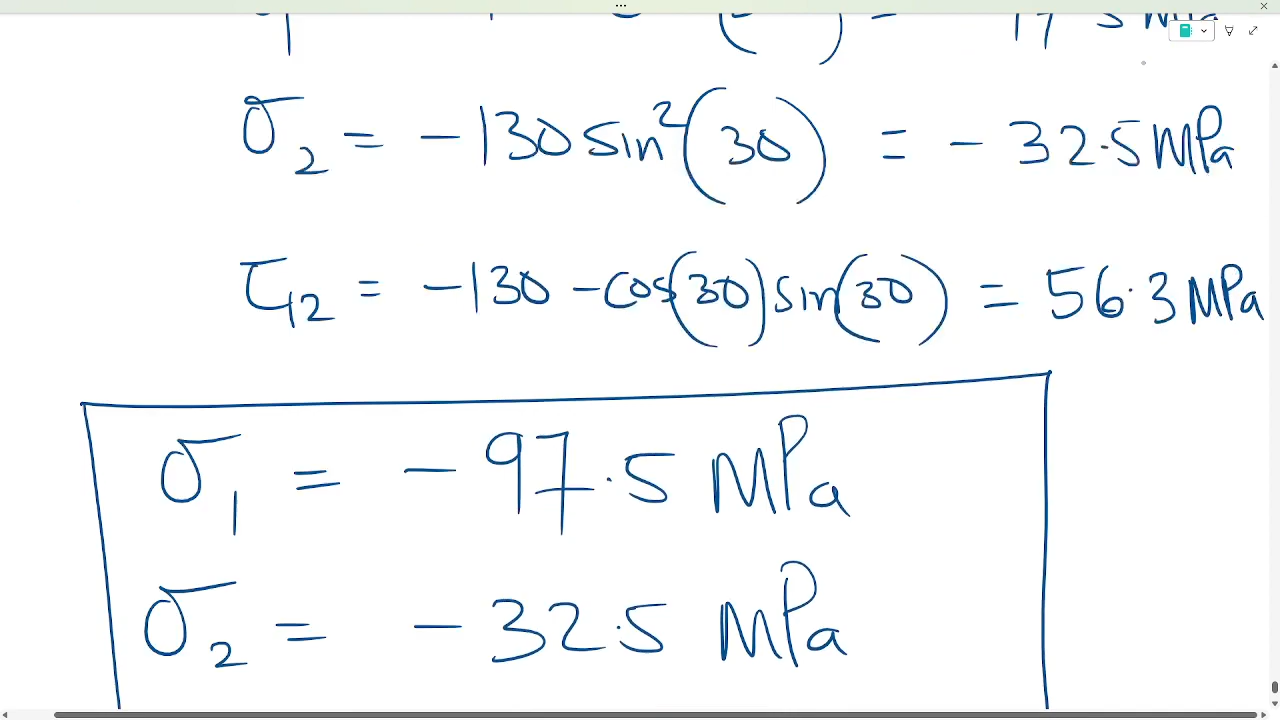 σ₂ = -130 sin²(30) = -32.5 MPa
τ₁₂ = -130 -cos(30) sin(30) = 56.3 MPa
σ₁ = -97.5 MPa
σ₂ = -32.5 MPa